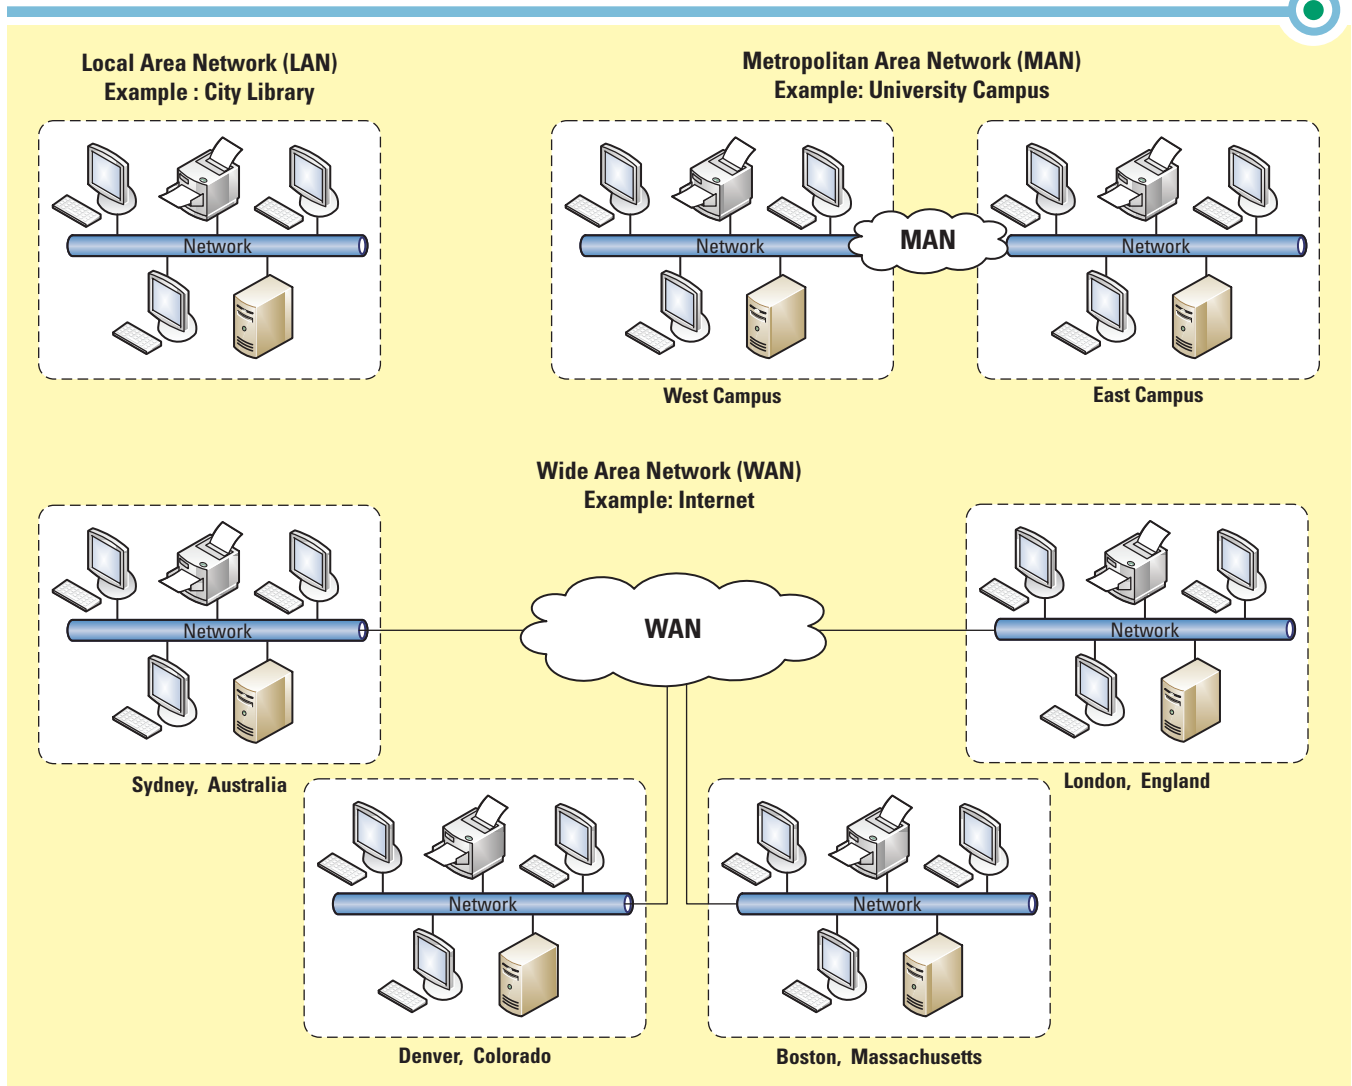 Local Area Network (LAN)
Example : City Library
Network
Metropolitan Area Network (MAN)
Example: University Campus
Network
MAN
Network
West Campus
East Campus
Wide Area Network (WAN)
Example: Internet
Network
WAN
Network
Sydney, Australia
London, England
Network
Network
Denver, Colorado
Boston, Massachusetts